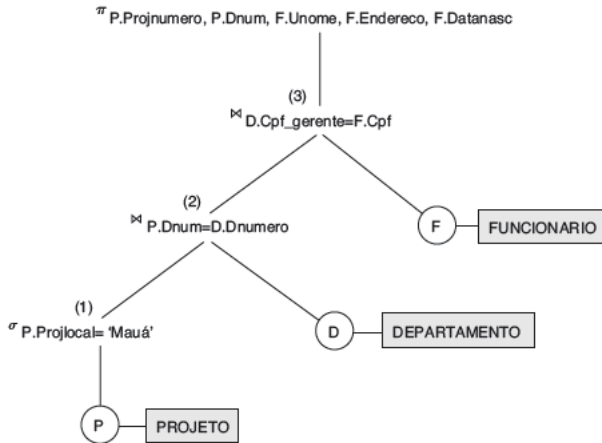 π P.Projnumero, P.Dnum, F.Unome, F.Endereco, F.Datanasc
(3)
⋈ D.Cpf_gerente=F.Cpf
(2)
⋈ P.Dnum=D.Dnumero
F FUNCIONARIO
(1)
σ P.Projlocal= ‘Mauá’
D DEPARTAMENTO
P PROJETO